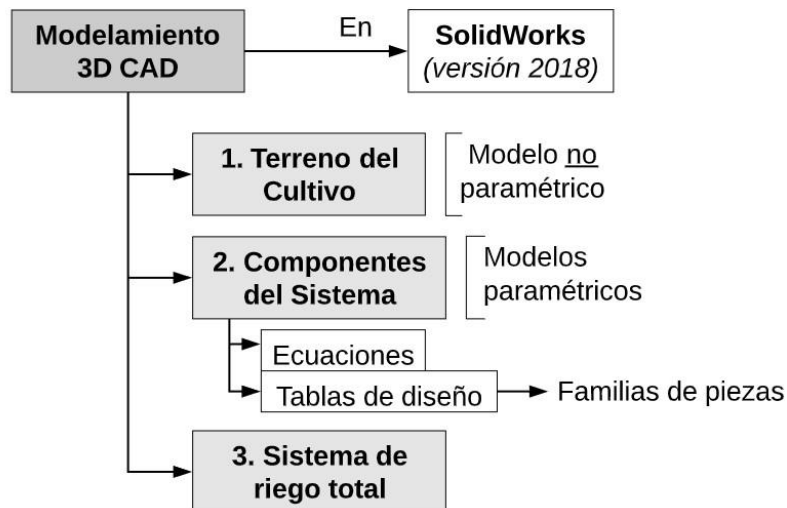 Modelamiento
3D CAD
En
SolidWorks
(versión 2018)
1. Terreno del
Cultivo
Modelo no
paramétrico
2. Componentes
del Sistema
Modelos
paramétricos
Ecuaciones
Tablas de diseño
Familias de piezas
3. Sistema de
riego total